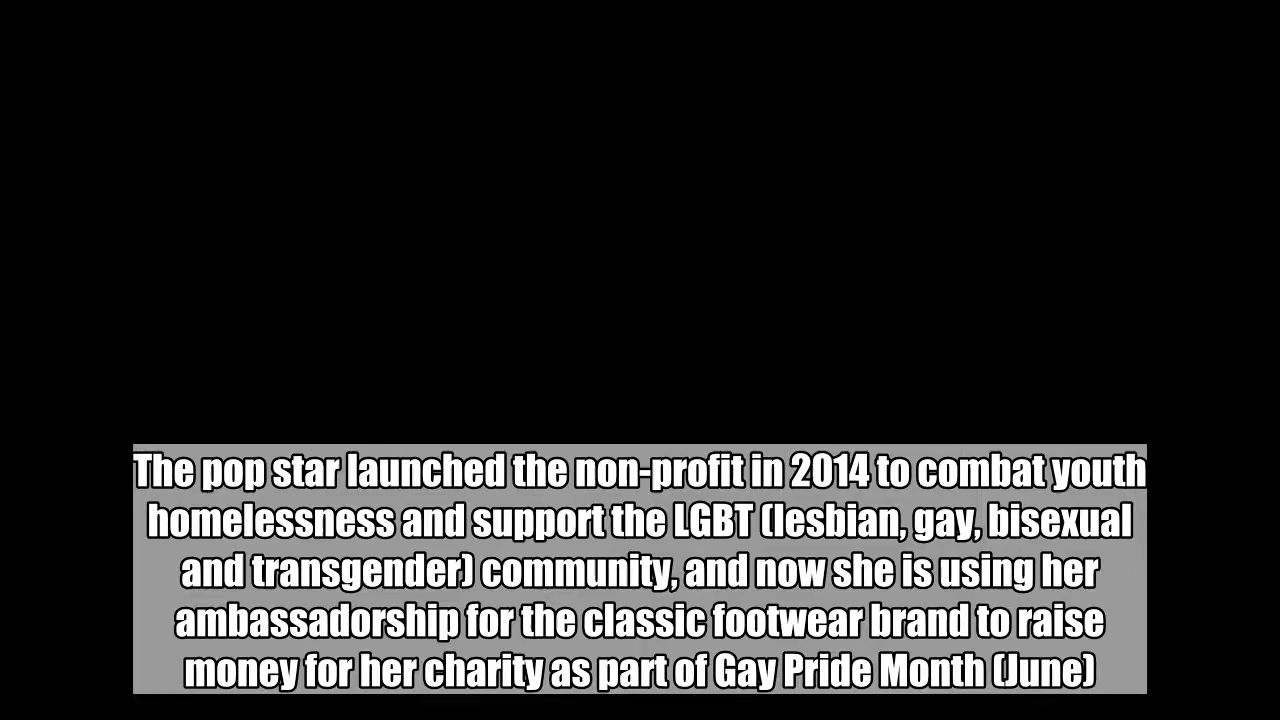 The pop star launched the non-profit in 2014 to combat youth
homelessness and support the LGBT (lesbian, gay, bisexual
and transgender) community, and now she is using her
ambassadorship for the classic footwear brand to raise
money for her charity as part of Gay Pride Month (June)